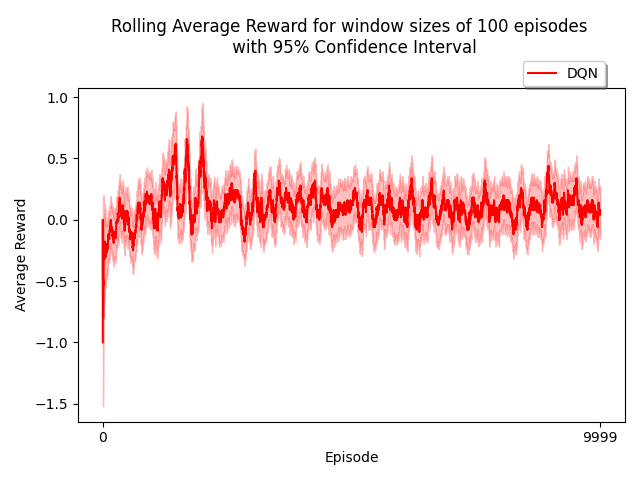 Rolling Average Reward for window sizes of 100 episodes
with 95% Confidence Interval
DQN
1.0
0.5
0.0
−0.5
−1.0
−1.5
Average Reward
0
9999
Episode